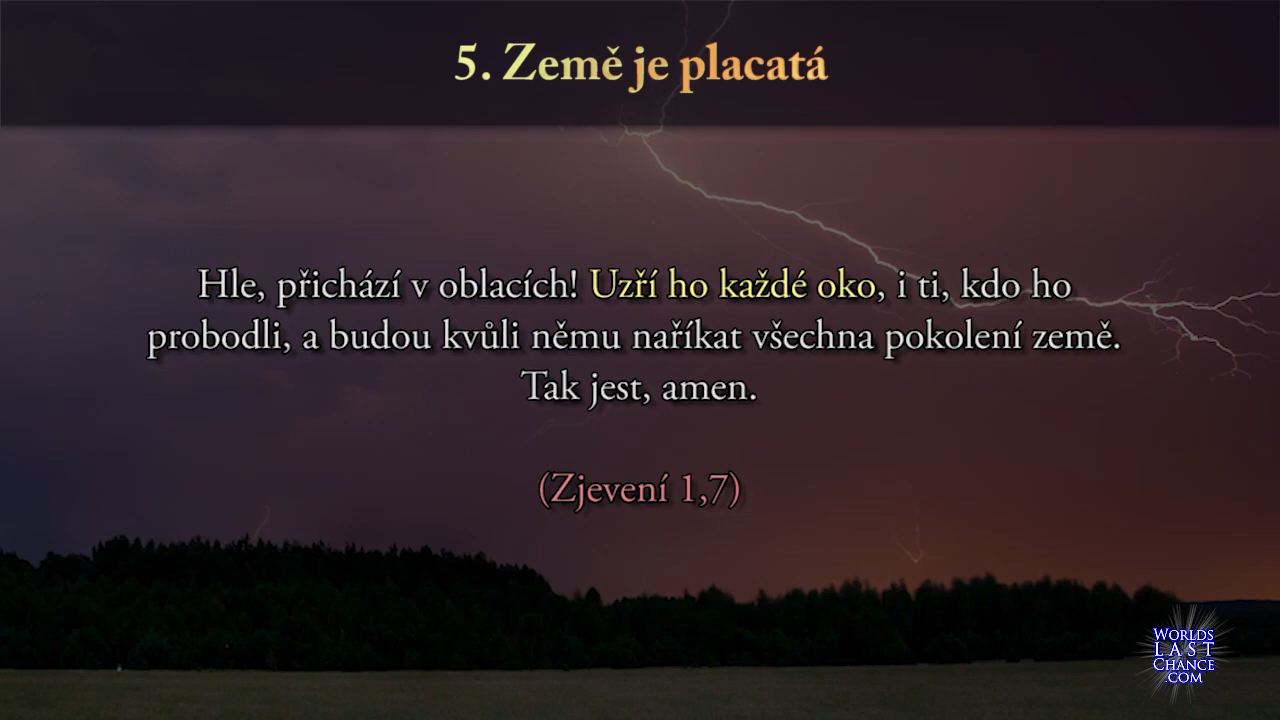 5. Země je placatá
Hle, přichází v oblacích! Uzří ho každé oko, i ti, kdo ho
probodli, a budou kvůli němu naříkat všechna pokolení země.
Tak jest, amen.
(Zjevení 1,7)
WORLDS
LAST
CHANCE
.COM